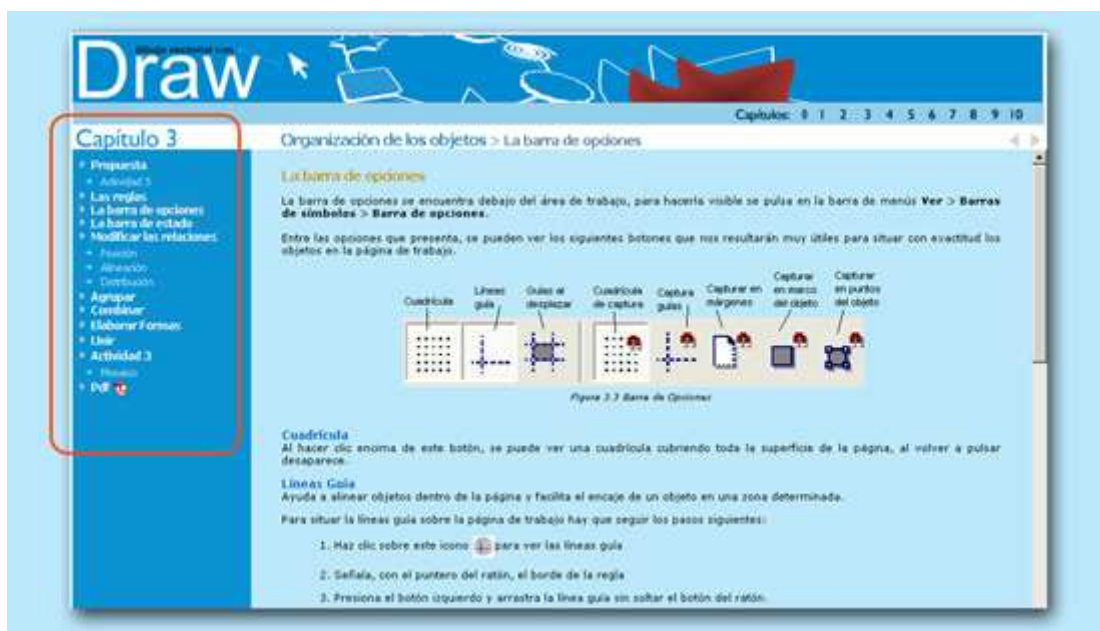 dibujo vectorial con
Draw
Capítulos: 0 1 2 3 4 5 6 7 8 9 10
Capítulo 3
Propuesta
Actividad 3
Las reglas
La barra de opciones
La barra de estado
Modificar las relaciones
Posición
Alineación
Distribución
Agrupar
Combinar
Elaborar Formas
Unir
Actividad 3
Mosaico
Pdf
Organización de los objetos > La barra de opciones
La barra de opciones
La barra de opciones se encuentra debajo del área de trabajo, para hacerla visible se pulsa en la barra de menús Ver > Barras
de símbolos > Barra de opciones.
Entre las opciones que presenta, se pueden ver los siguientes botones que nos resultarán muy útiles para situar con exactitud los
objetos en la página de trabajo.
Cuadrícula
Líneas
guía
Guías al
desplazar
Cuadrícula
de captura
Captura
guías
Capturar en
márgenes
Capturar
en marco
del objeto
Capturar
en puntos
del objeto
Figura 3.3 Barra de Opciones
Cuadrícula
Al hacer clic encima de este botón, se puede ver una cuadrícula cubriendo toda la superficie de la página, al volver a pulsar
desaparece.
Líneas Guía
Ayuda a alinear objetos dentro de la página y facilita el encaje de un objeto en una zona determinada.
Para situar la líneas guía sobre la página de trabajo hay que seguir los pasos siguientes:
1. Haz clic sobre este icono para ver las líneas guía
2. Señala, con el puntero del ratón, el borde de la regla
3. Presiona el botón izquierdo y arrastra la línea guía sin soltar el botón del ratón.